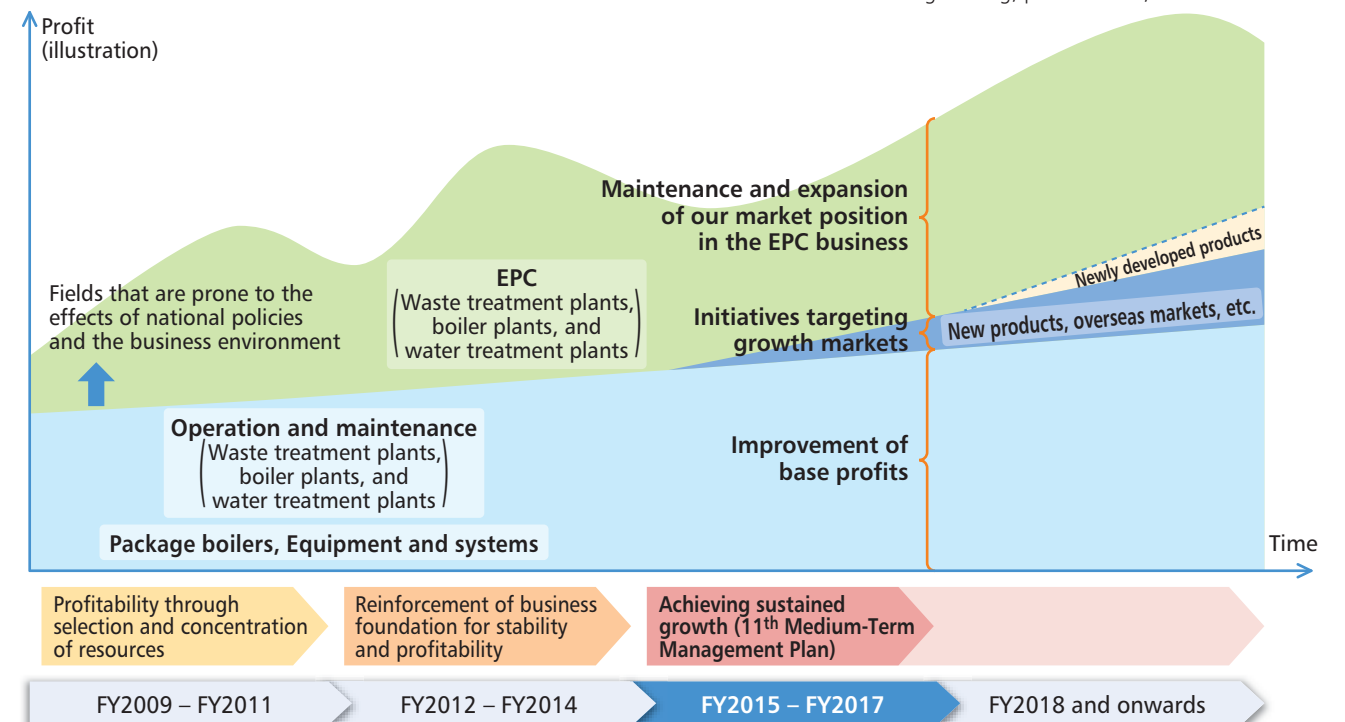 Profit
(illustration)
Maintenance and expansion
of our market position
in the EPC business
Newly developed products
EPC
(Waste treatment plants,
boiler plants, and
water treatment plants)
Fields that are prone to the
effects of national policies
and the business environment
Initiatives targeting
growth markets
New products, overseas markets, etc.
Operation and maintenance
(Waste treatment plants,
boiler plants, and
water treatment plants)
Improvement of
base profits
Package boilers, Equipment and systems
Time
Profitability through
selection and concentration
of resources
Reinforcement of business
foundation for stability
and profitability
Achieving sustained
growth (11th Medium-Term
Management Plan)
FY2009 – FY2011
FY2012 – FY2014
FY2015 – FY2017
FY2018 and onwards